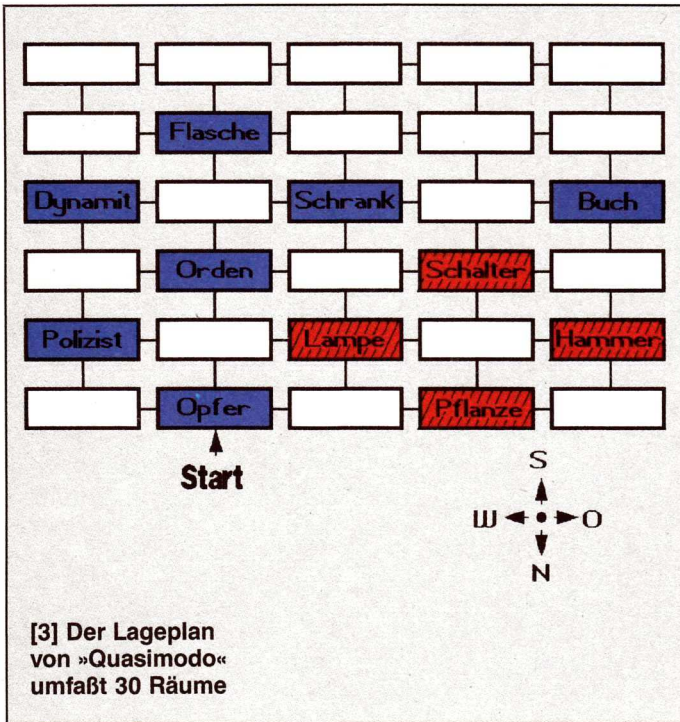 Flasche
Dynamit Schrank Buch
Orden Schalter
Polizist Lampe Hammer
Opfer Pflanze
Start
S
W O
N
[3] Der Lageplan
von »Quasimodo«
umfaßt 30 Räume